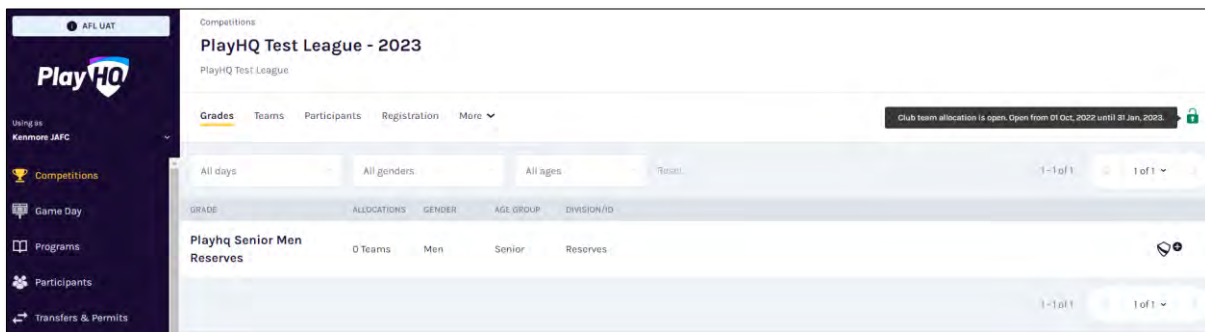 AFL UAT
PlayHQ
Using as
Kenmore JAFC
Competitions
Game Day
Programs
Participants
Transfers & Permits
Competitions
PlayHQ Test League - 2023
PlayHQ Test League
Grades Teams Participants Registration More
Club team allocation is open. Open from 01 Oct, 2022 until 31 Jan, 2023.
All days All genders All ages Reset
1-1 of 1 1 of 1
GRADE ALLOCATIONS GENDER AGE GROUP DIVISION/ID
Playhq Senior Men
Reserves
0 Teams Men Senior Reserves
1-1 of 1 1 of 1